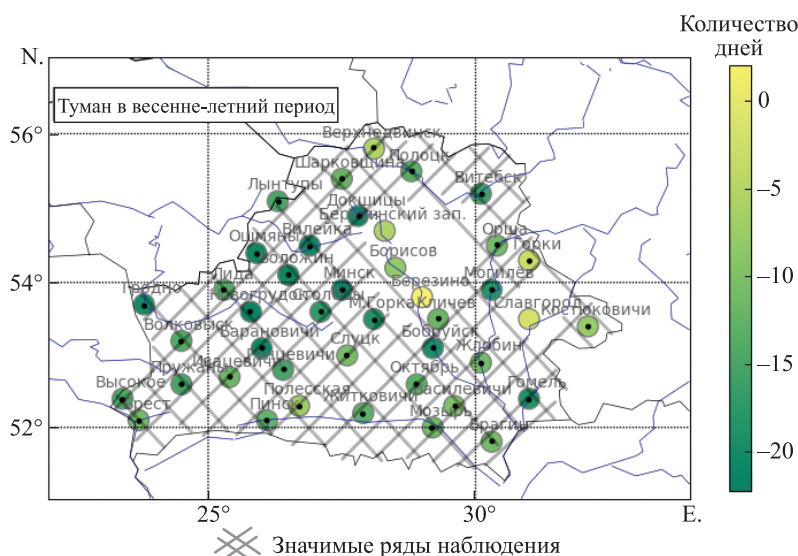 Количество
дней
N.
Туман в весенне-летний период
0
56°
Верхнедвинск
Полоцк
Шарковщина
Витебск
Лынтупы
–5
Докшицы
Березинский зап.
Орша
Ошмяны
Вилейка
Горки
Борисов
54°
Воложин
–10
Гродно
Лида
Минск
Березино
Могилев
Новогрудок
Столбцы
М.Горка
Кличев
Славгород
Костюковичи
Волковыск
Барановичи
Бобруйск
–15
Слуцк
Жлобин
Ганцевичи
Пружаны
Ивацевичи
Октябрь
Высокое
Полесская
Василевичи
Гомель
Житковичи
Брест
Пинск
Мозырь
52°
Брагин
–20
25°
30°
E.
Значимые ряды наблюдения